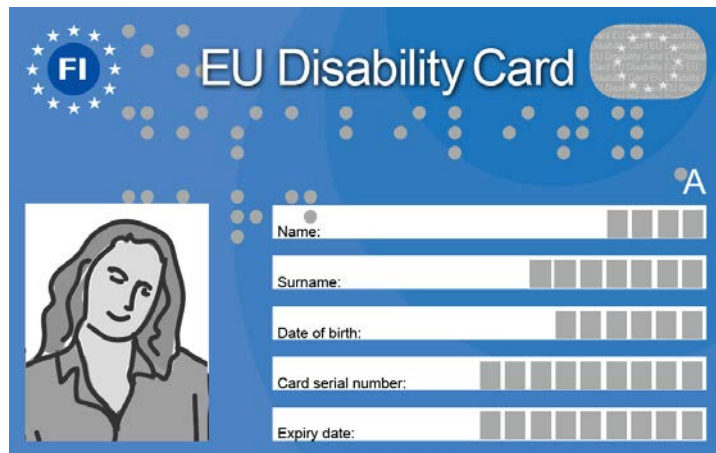 FI
EU Disability Card
A
Name:
Surname:
Date of birth:
Card serial number:
Expiry date: